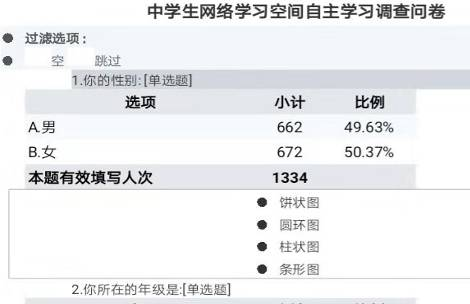 中学生网络学习空间自主学习调查问卷
过滤选项：
空 跳过
1.你的性别:[单选题]
选项 小计 比例
A.男 662 49.63%
B.女 672 50.37%
本题有效填写人次 1334
饼状图
圆环图
柱状图
条形图
2.你所在的年级是:[单选题]